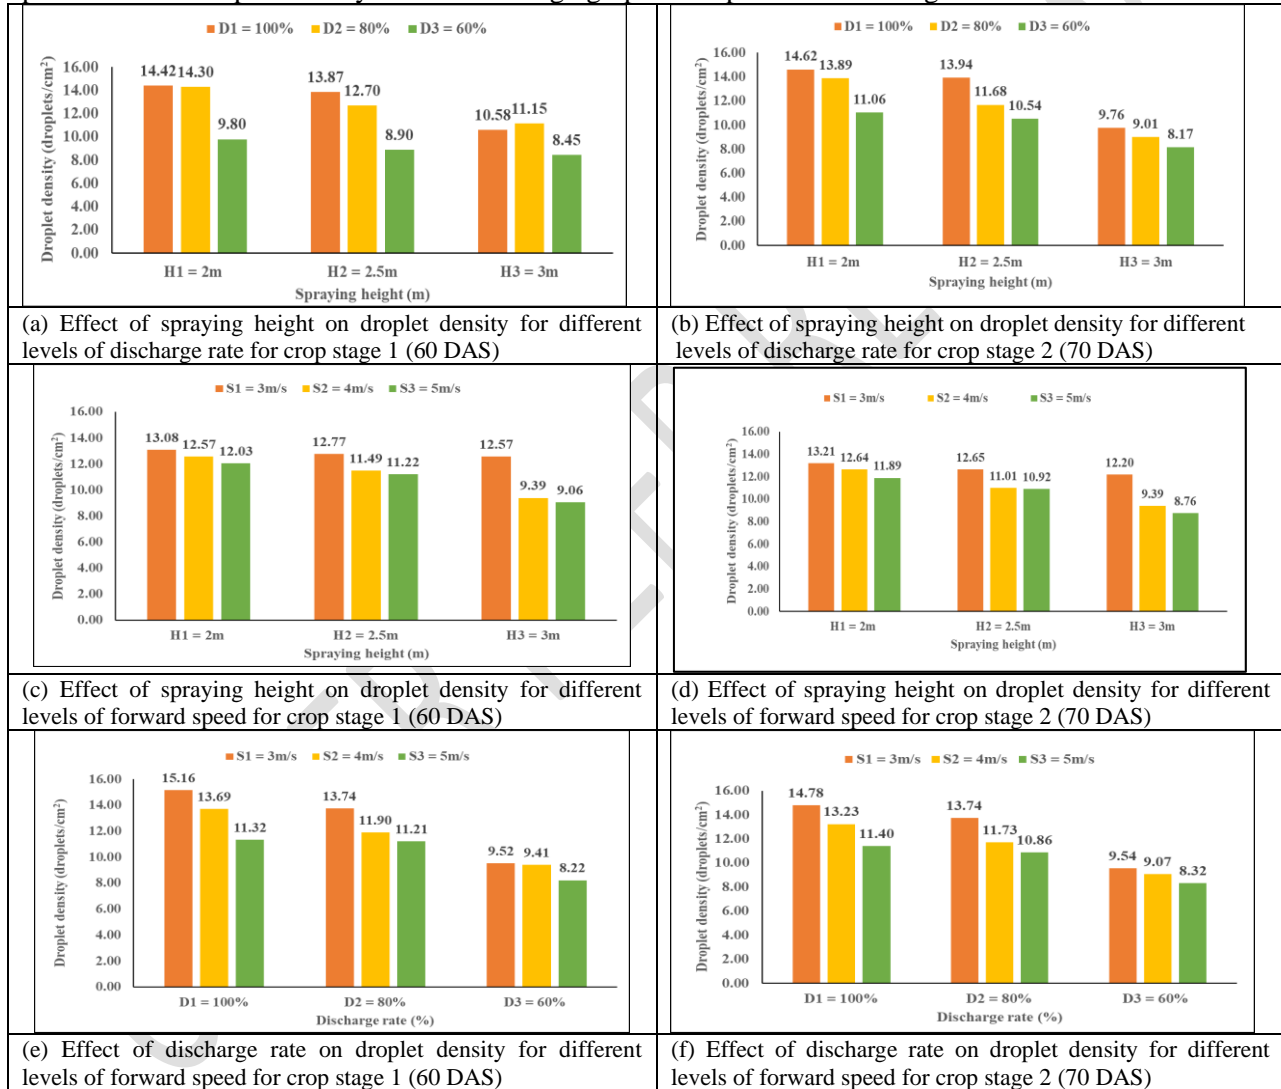 D1 = 100% D2 = 80% D3 = 60%
Droplet density (droplets/cm²)
16.00
14.00
12.00
10.00
8.00
6.00
4.00
2.00
0.00
14.42 14.30 9.80
13.87 12.70 8.90
10.58 11.15 8.45
H1 = 2m H2 = 2.5m H3 = 3m
Spraying height (m)
(a) Effect of spraying height on droplet density for different
levels of discharge rate for crop stage 1 (60 DAS)
D1 = 100% D2 = 80% D3 = 60%
Droplet density (droplets/cm²)
16.00
14.00
12.00
10.00
8.00
6.00
4.00
2.00
0.00
14.62 13.89 11.06
13.94 11.68 10.54
9.76 9.01 8.17
H1 = 2m H2 = 2.5m H3 = 3m
Spraying height (m)
(b) Effect of spraying height on droplet density for different
levels of discharge rate for crop stage 2 (70 DAS)
S1 = 3m/s S2 = 4m/s S3 = 5m/s
Droplet density (droplets/cm²)
16.00
14.00
12.00
10.00
8.00
6.00
4.00
2.00
0.00
13.08 12.57 12.03
12.77 11.49 11.22
12.57 9.39 9.06
H1 = 2m H2 = 2.5m H3 = 3m
Spraying height (m)
(c) Effect of spraying height on droplet density for different
levels of forward speed for crop stage 1 (60 DAS)
S1 = 3m/s S2 = 4m/s S3 = 5m/s
Droplet density (droplets/cm²)
16.00
14.00
12.00
10.00
8.00
6.00
4.00
2.00
0.00
13.21 12.64 11.89
12.65 11.01 10.92
12.20 9.39 8.76
H1 = 2m H2 = 2.5m H3 = 3m
Spraying height (m)
(d) Effect of spraying height on droplet density for different
levels of forward speed for crop stage 2 (70 DAS)
S1 = 3m/s S2 = 4m/s S3 = 5m/s
Droplet density (droplets/cm²)
16.00
14.00
12.00
10.00
8.00
6.00
4.00
2.00
0.00
15.16 13.69 11.32
13.74 11.90 11.21
9.52 9.41 8.22
D1 = 100% D2 = 80% D3 = 60%
Discharge rate (%)
(e) Effect of discharge rate on droplet density for different
levels of forward speed for crop stage 1 (60 DAS)
S1 = 3m/s S2 = 4m/s S3 = 5m/s
Droplet density (droplets/cm²)
16.00
14.00
12.00
10.00
8.00
6.00
4.00
2.00
0.00
14.78 13.23 11.40
13.74 11.73 10.86
9.54 9.07 8.32
D1 = 100% D2 = 80% D3 = 60%
Discharge rate (%)
(f) Effect of discharge rate on droplet density for different
levels of forward speed for crop stage 2 (70 DAS)